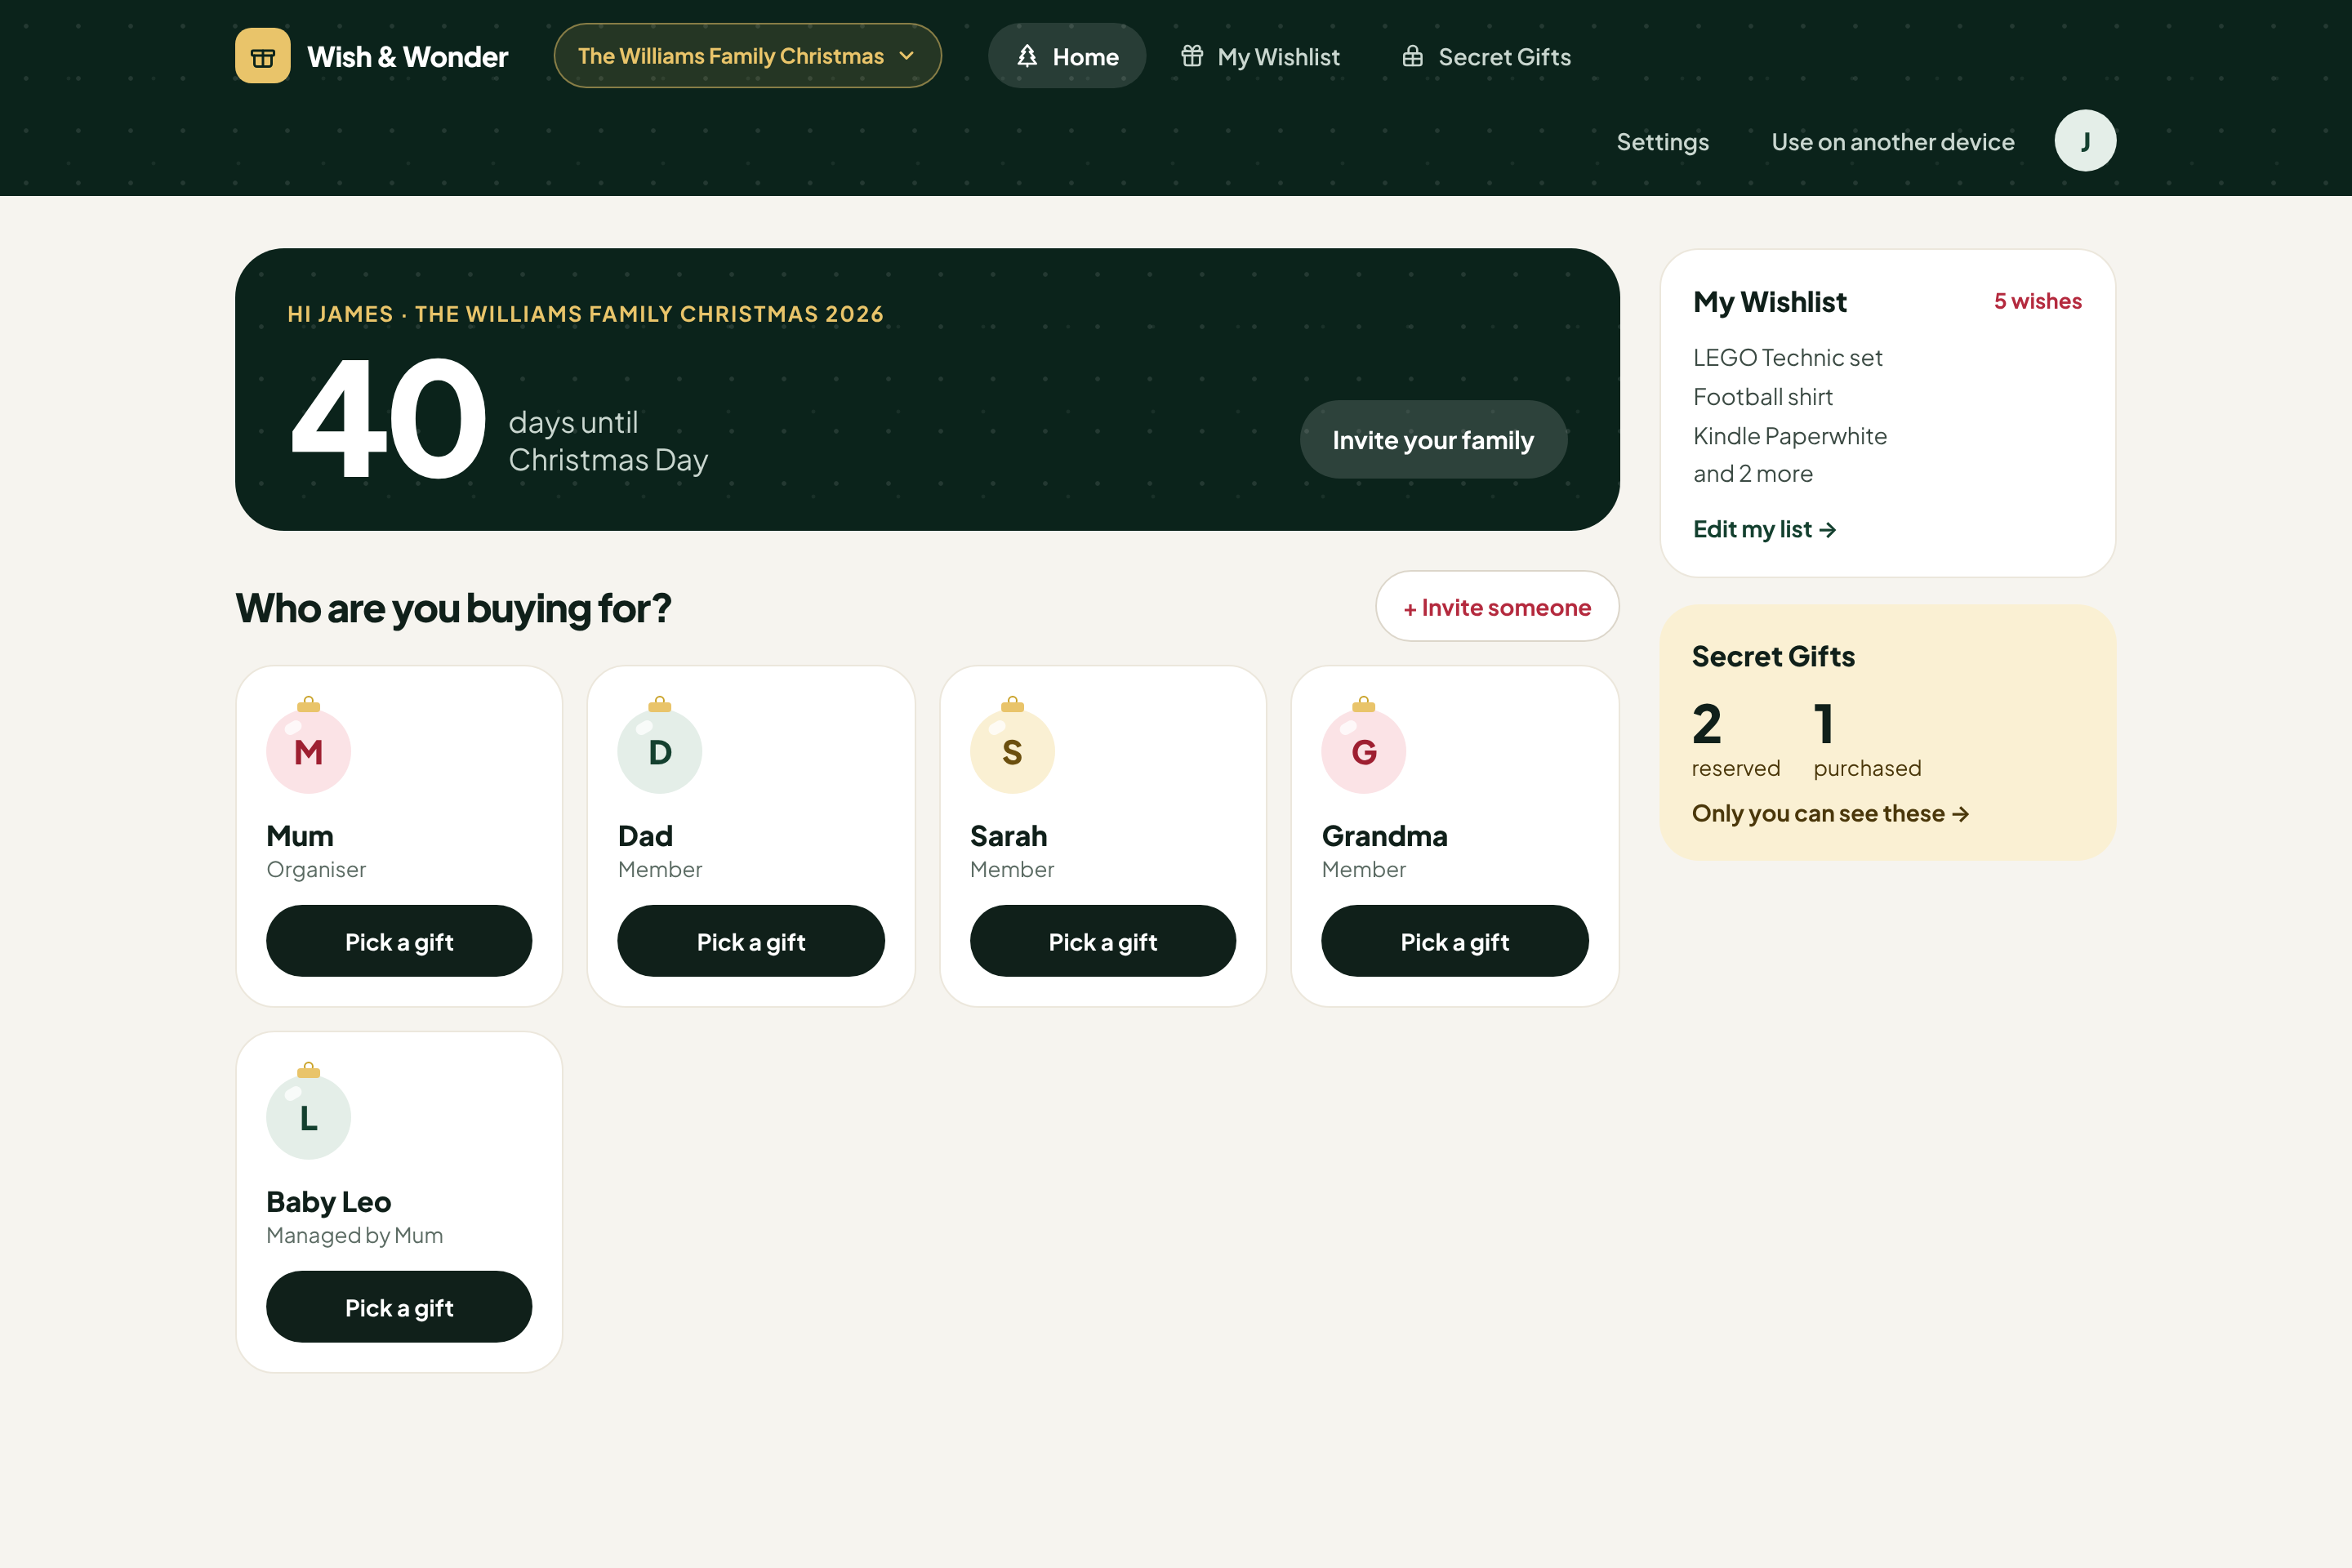 Wish & Wonder
The Williams Family Christmas
Home
My Wishlist
Secret Gifts
Settings
Use on another device
J
HI JAMES · THE WILLIAMS FAMILY CHRISTMAS 2026
40
days until
Christmas Day
Invite your family
Who are you buying for?
+ Invite someone
M
Mum
Organiser
Pick a gift
D
Dad
Member
Pick a gift
S
Sarah
Member
Pick a gift
G
Grandma
Member
Pick a gift
L
Baby Leo
Managed by Mum
Pick a gift
My Wishlist
5 wishes
LEGO Technic set
Football shirt
Kindle Paperwhite
and 2 more
Edit my list →
Secret Gifts
2
reserved
1
purchased
Only you can see these →